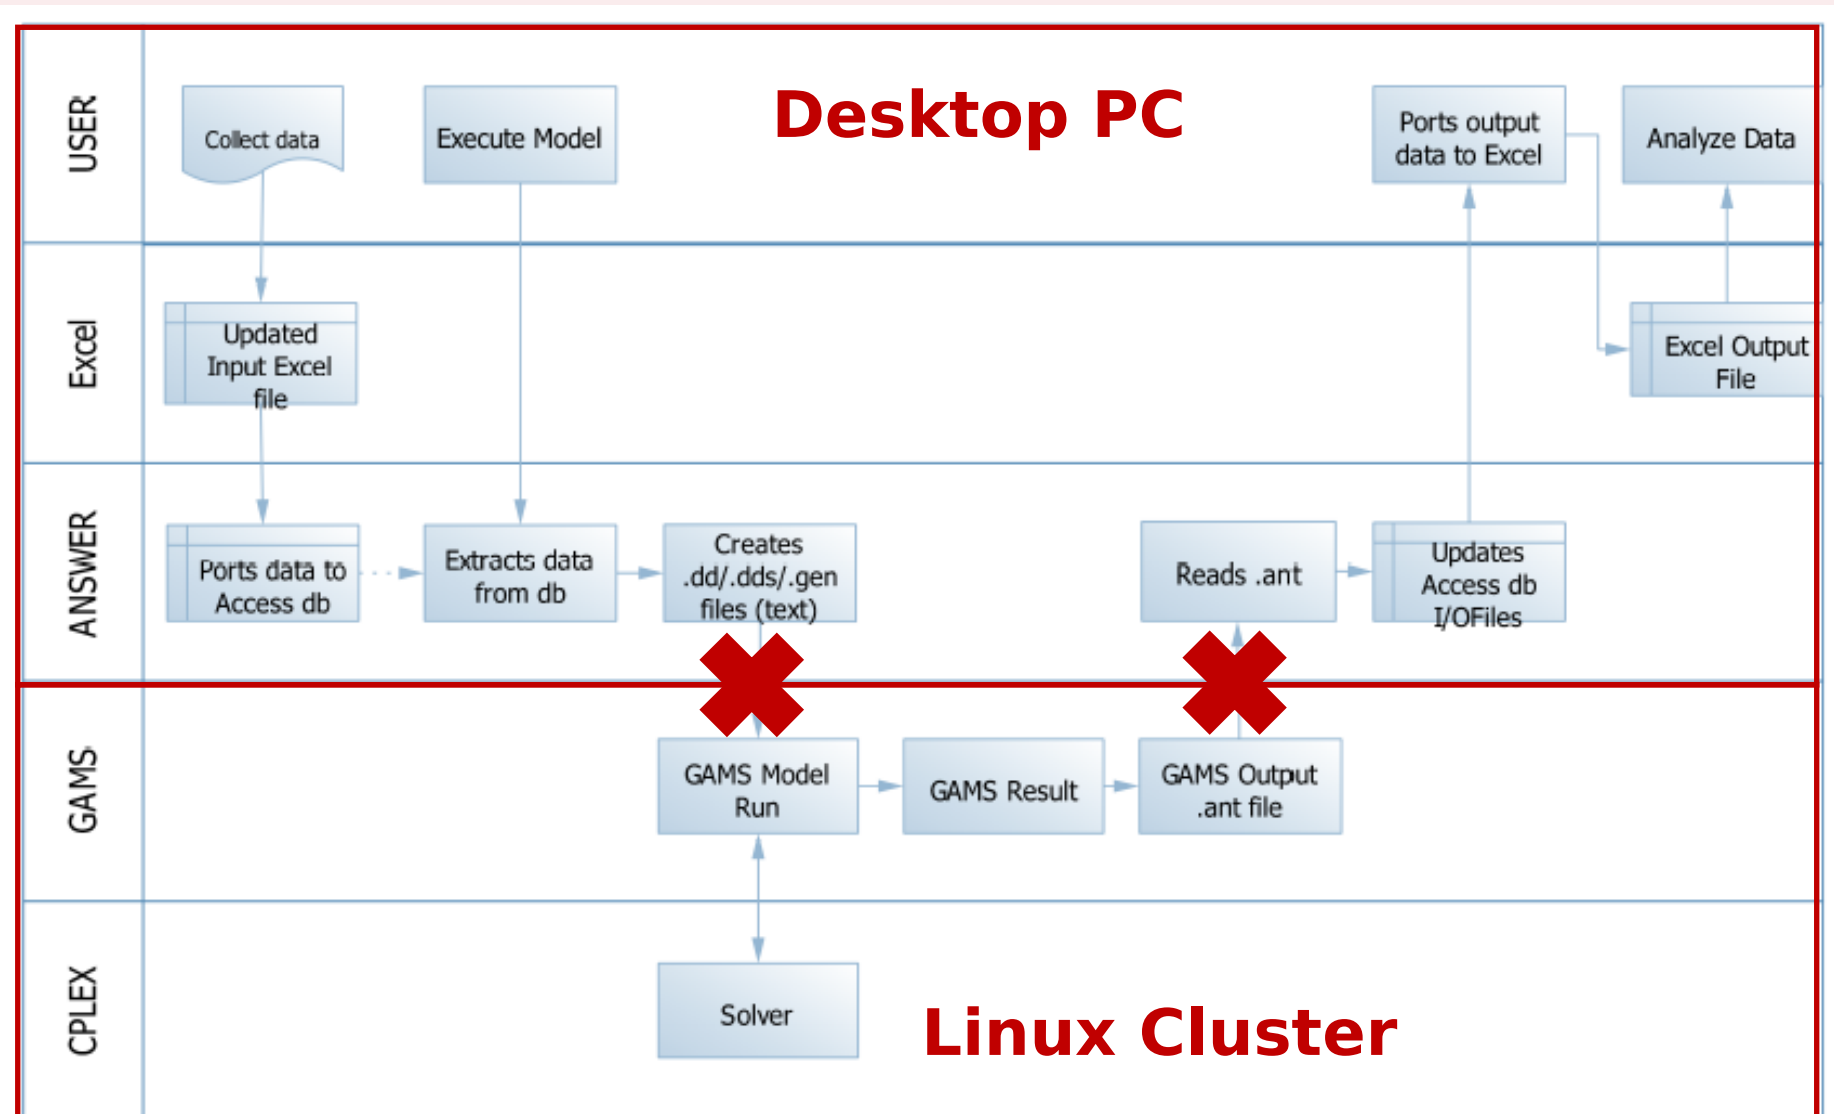 Desktop PC
USER
Collect data
Execute Model
Ports output
data to Excel
Analyze Data
Excel
Updated
Input Excel
file
Excel Output
File
ANSWER
Ports data to
Access db
Extracts data
from db
Creates
.dd/.dds/.gen
files (text)
Reads .ant
Updates
Access db
I/OFiles
GAMS
GAMS Model
Run
GAMS Result
GAMS Output
.ant file
CPLEX
Solver
Linux Cluster